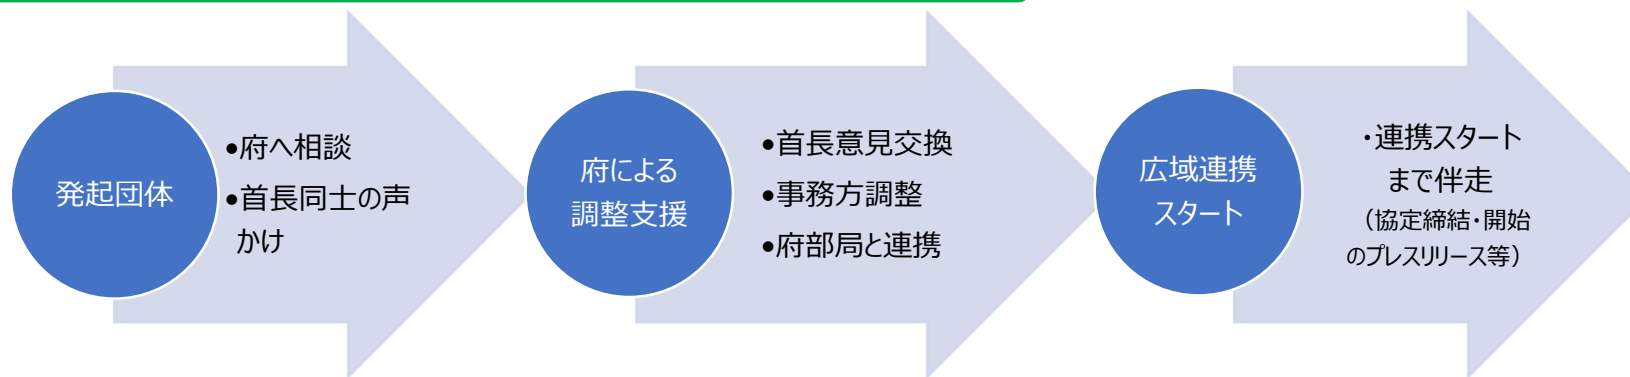 発起団体
•府へ相談
•首長同士の声
かけ
府による
調整支援
•首長意見交換
•事務方調整
•府部局と連携
広域連携
スタート
・連携スタート
まで伴走
（協定締結・開始
のプレスリリース等）